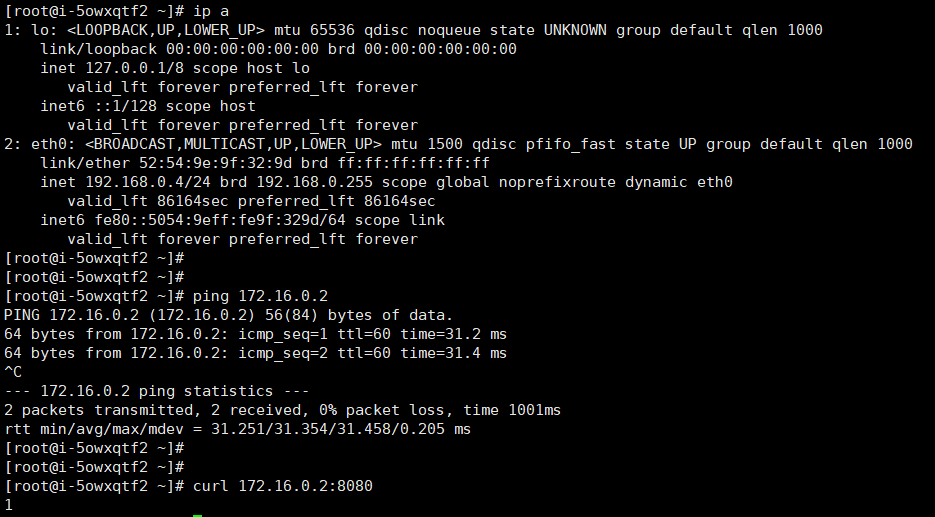 [root@i-5owxqtf2 ~]# ip a
1: lo: <LOOPBACK,UP,LOWER_UP> mtu 65536 qdisc noqueue state UNKNOWN group default qlen 1000
    link/loopback 00:00:00:00:00:00 brd 00:00:00:00:00:00
    inet 127.0.0.1/8 scope host lo
       valid_lft forever preferred_lft forever
    inet6 ::1/128 scope host
       valid_lft forever preferred_lft forever
2: eth0: <BROADCAST,MULTICAST,UP,LOWER_UP> mtu 1500 qdisc pfifo_fast state UP group default qlen 1000
    link/ether 52:54:9e:9f:32:9d brd ff:ff:ff:ff:ff:ff
    inet 192.168.0.4/24 brd 192.168.0.255 scope global noprefixroute dynamic eth0
       valid_lft 86164sec preferred_lft 86164sec
    inet6 fe80::5054:9eff:fe9f:329d/64 scope link
       valid_lft forever preferred_lft forever
[root@i-5owxqtf2 ~]#
[root@i-5owxqtf2 ~]#
[root@i-5owxqtf2 ~]# ping 172.16.0.2
PING 172.16.0.2 (172.16.0.2) 56(84) bytes of data.
64 bytes from 172.16.0.2: icmp_seq=1 ttl=60 time=31.2 ms
64 bytes from 172.16.0.2: icmp_seq=2 ttl=60 time=31.4 ms
^C
--- 172.16.0.2 ping statistics ---
2 packets transmitted, 2 received, 0% packet loss, time 1001ms
rtt min/avg/max/mdev = 31.251/31.354/31.458/0.205 ms
[root@i-5owxqtf2 ~]#
[root@i-5owxqtf2 ~]#
[root@i-5owxqtf2 ~]# curl 172.16.0.2:8080
1